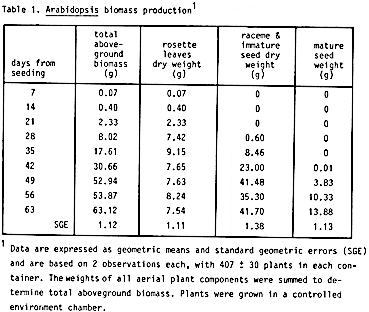 Table 1. Arabidopsis biomass production1
total raceme &
above- rosette immature mature
days from ground leaves seed dry seed
seeding biomass dry weight weight weight
(g) (g) (g) (g)
7 0.07 0.07 0 0
14 0.40 0.40 0 0
21 2.33 2.33 0 0
28 8.02 7.42 0.60 0
35 17.61 9.15 8.46 0
42 30.66 7.65 23.00 0.01
49 52.94 7.63 41.48 3.83
56 53.87 8.24 35.30 10.33
63 63.12 7.54 41.70 13.88
SGE 1.12 1.11 1.38 1.13
1 Data are expressed as geometric means and standard geometric errors (SGE)
and are based on 2 observations each, with 407 ± 30 plants in each con-
tainer. The weights of all aerial plant components were summed to de-
termine total aboveground biomass. Plants were grown in a controlled
environment chamber.